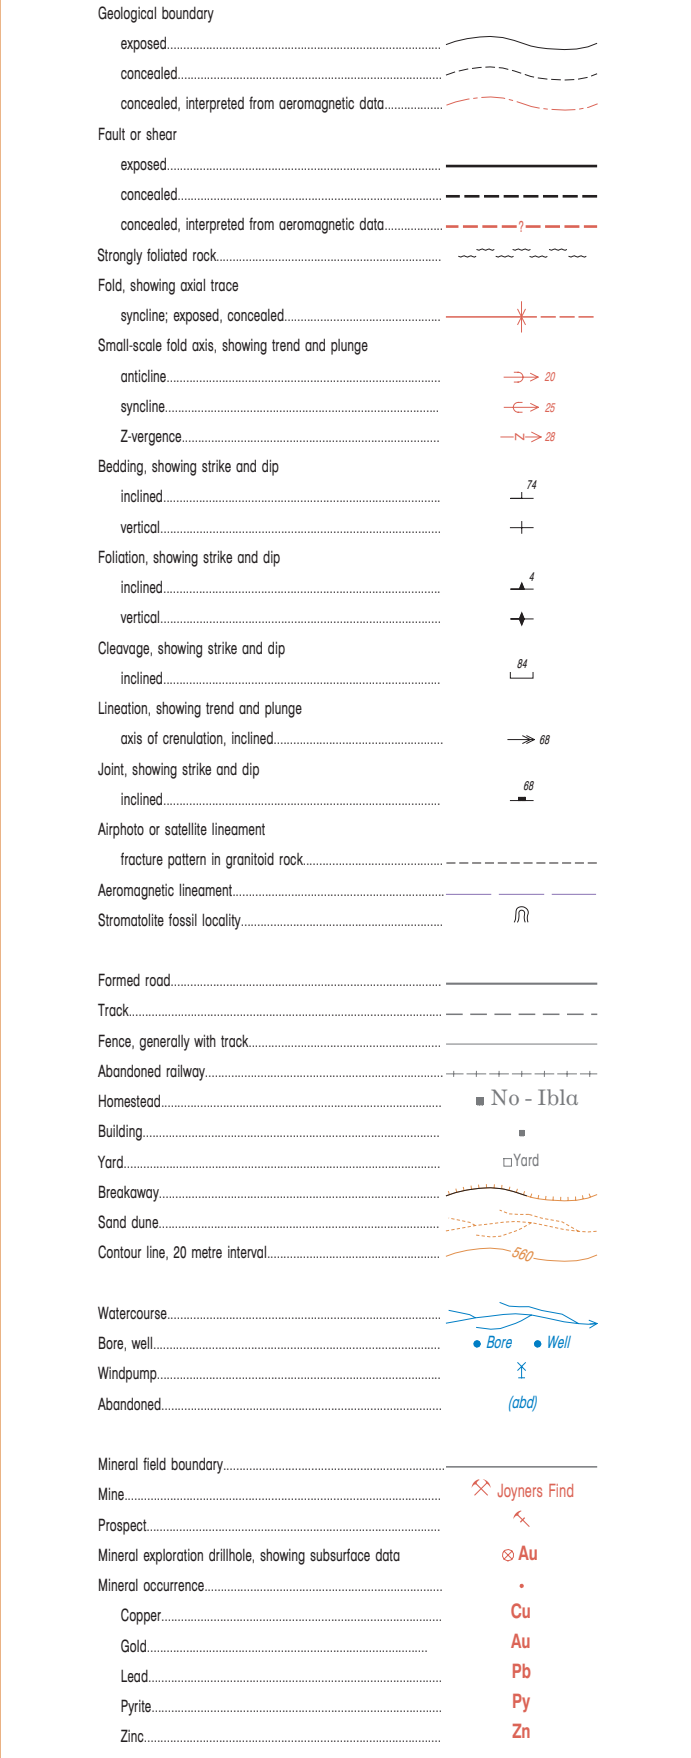 Geological boundary
exposed
concealed
concealed, interpreted from aeromagnetic data
Fault or shear
exposed
concealed
concealed, interpreted from aeromagnetic data ?
Strongly foliated rock
Fold, showing axial trace
syncline; exposed, concealed
Small-scale fold axis, showing trend and plunge
anticline 20
syncline 25
Z-vergence Z 28
Bedding, showing strike and dip
inclined 74
vertical
Foliation, showing strike and dip
inclined 4
vertical
Cleavage, showing strike and dip
inclined 84
Lineation, showing trend and plunge
axis of crenulation, inclined 68
Joint, showing strike and dip
inclined 68
Airphoto or satellite lineament
fracture pattern in granitoid rock
Aeromagnetic lineament
Stromatolite fossil locality
Formed road
Track
Fence, generally with track
Abandoned railway
Homestead No - Ibla
Building
Yard Yard
Breakaway
Sand dune
Contour line, 20 metre interval 560
Watercourse
Bore, well Bore Well
Windpump
Abandoned (abd)
Mineral field boundary
Mine Joyners Find
Prospect
Mineral exploration drillhole, showing subsurface data Au
Mineral occurrence
Copper Cu
Gold Au
Lead Pb
Pyrite Py
Zinc Zn